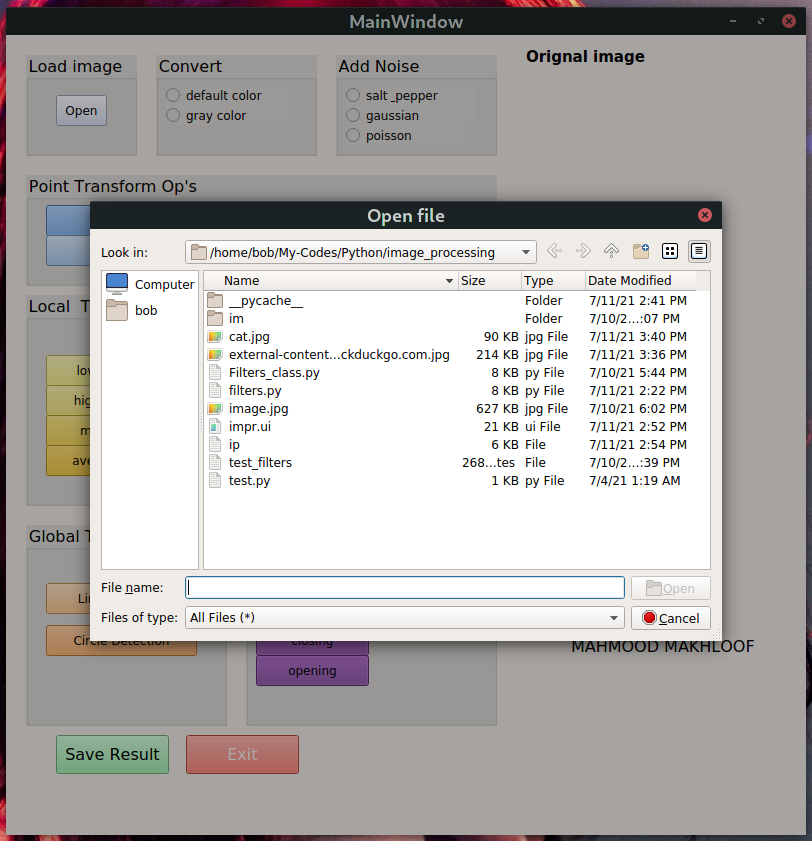 MainWindow
Load image
Convert
Add Noise
Orignal image
Open
default color
gray color
salt _pepper
gaussian
poisson
Point Transform Op's
Open file
Look in:
/home/bob/My-Codes/Python/image_processing
Computer
bob
Name Size Type Date Modified
__pycache__ Folder 7/11/21 2:41 PM
im Folder 7/10/2...:07 PM
cat.jpg 90 KB jpg File 7/11/21 3:40 PM
external-content...ckduckgo.com.jpg 214 KB jpg File 7/11/21 3:36 PM
Filters_class.py 8 KB py File 7/10/21 5:44 PM
filters.py 8 KB py File 7/11/21 2:22 PM
image.jpg 627 KB jpg File 7/10/21 6:02 PM
impr.ui 21 KB ui File 7/11/21 2:52 PM
ip 6 KB File 7/11/21 2:54 PM
test_filters 268...tes File 7/10/2...:39 PM
test.py 1 KB py File 7/4/21 1:19 AM
File name:
Open
Files of type: All Files (*)
Cancel
Local
Global
Circle Detection
closing
opening
MAHMOOD MAKHLOOF
Save Result
Exit